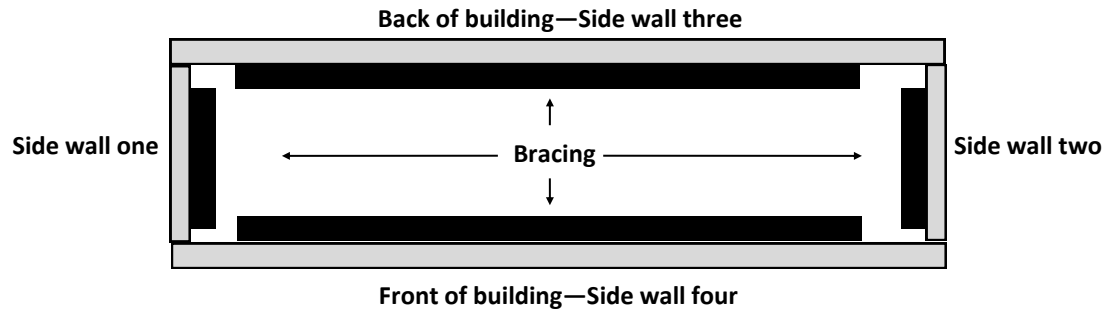 Back of building—Side wall three
Side wall one
Bracing
Side wall two
Front of building—Side wall four